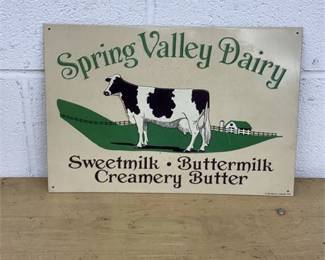 Spring Valley Dairy
Sweetmilk • Buttermilk
Creamery Butter